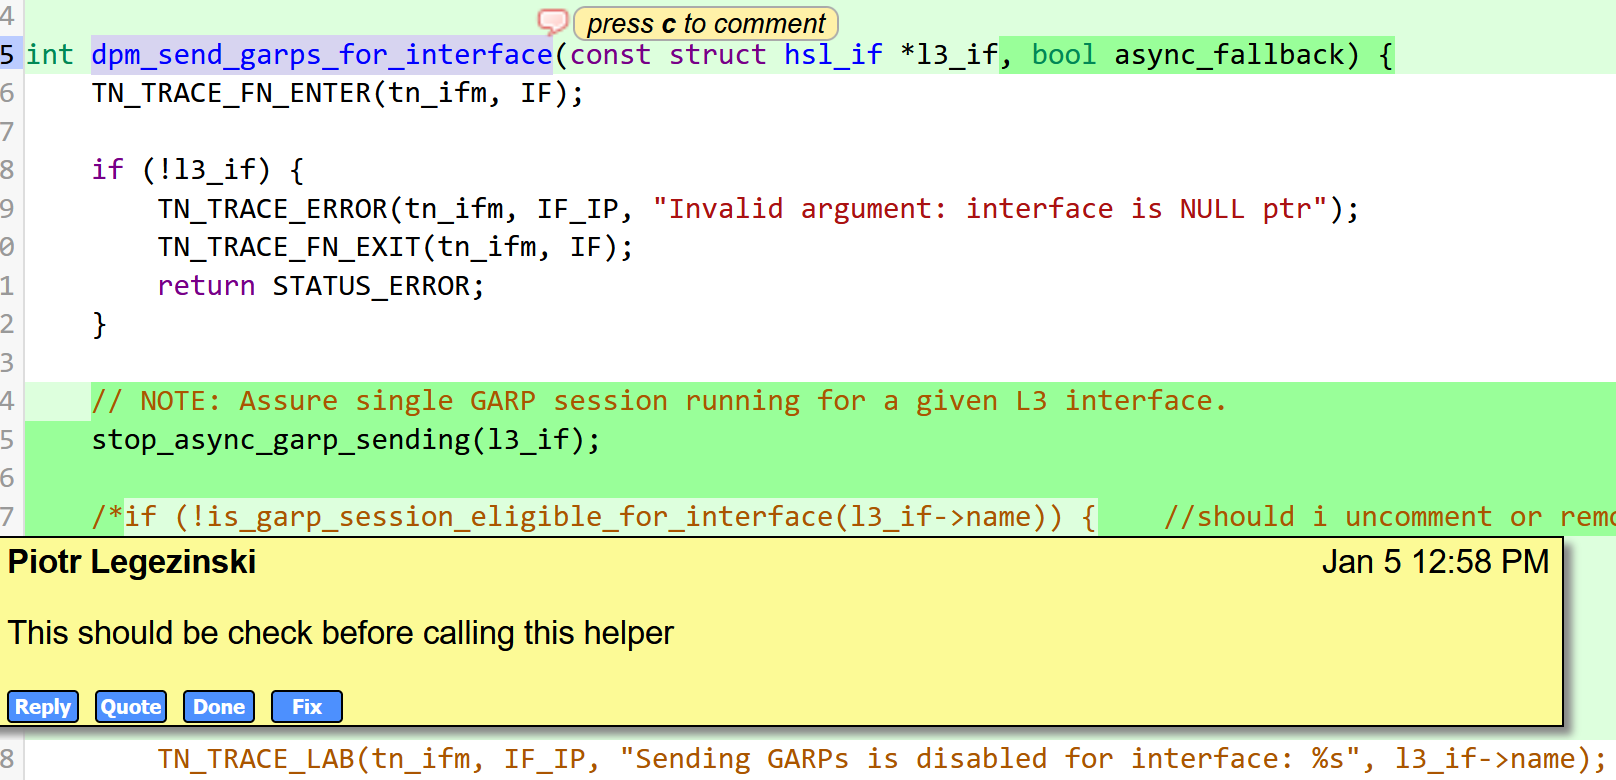 4
press c to comment
5 int dpm_send_garps_for_interface(const struct hsl_if *l3_if, bool async_fallback) {
6 TN_TRACE_FN_ENTER(tn_ifm, IF);
7
8 if (!l3_if) {
9 TN_TRACE_ERROR(tn_ifm, IF_IP, "Invalid argument: interface is NULL ptr");
0 TN_TRACE_FN_EXIT(tn_ifm, IF);
1 return STATUS_ERROR;
2 }
3
4 // NOTE: Assure single GARP session running for a given L3 interface.
5 stop_async_garp_sending(l3_if);
6
7 /*if (!is_garp_session_eligible_for_interface(l3_if->name)) { //should i uncomment or
Piotr Legezinski Jan 5 12:58 PM
This should be check before calling this helper
Reply Quote Done Fix
8 TN_TRACE_LAB(tn_ifm, IF_IP, "Sending GARPs is disabled for interface: %s", l3_if->name);